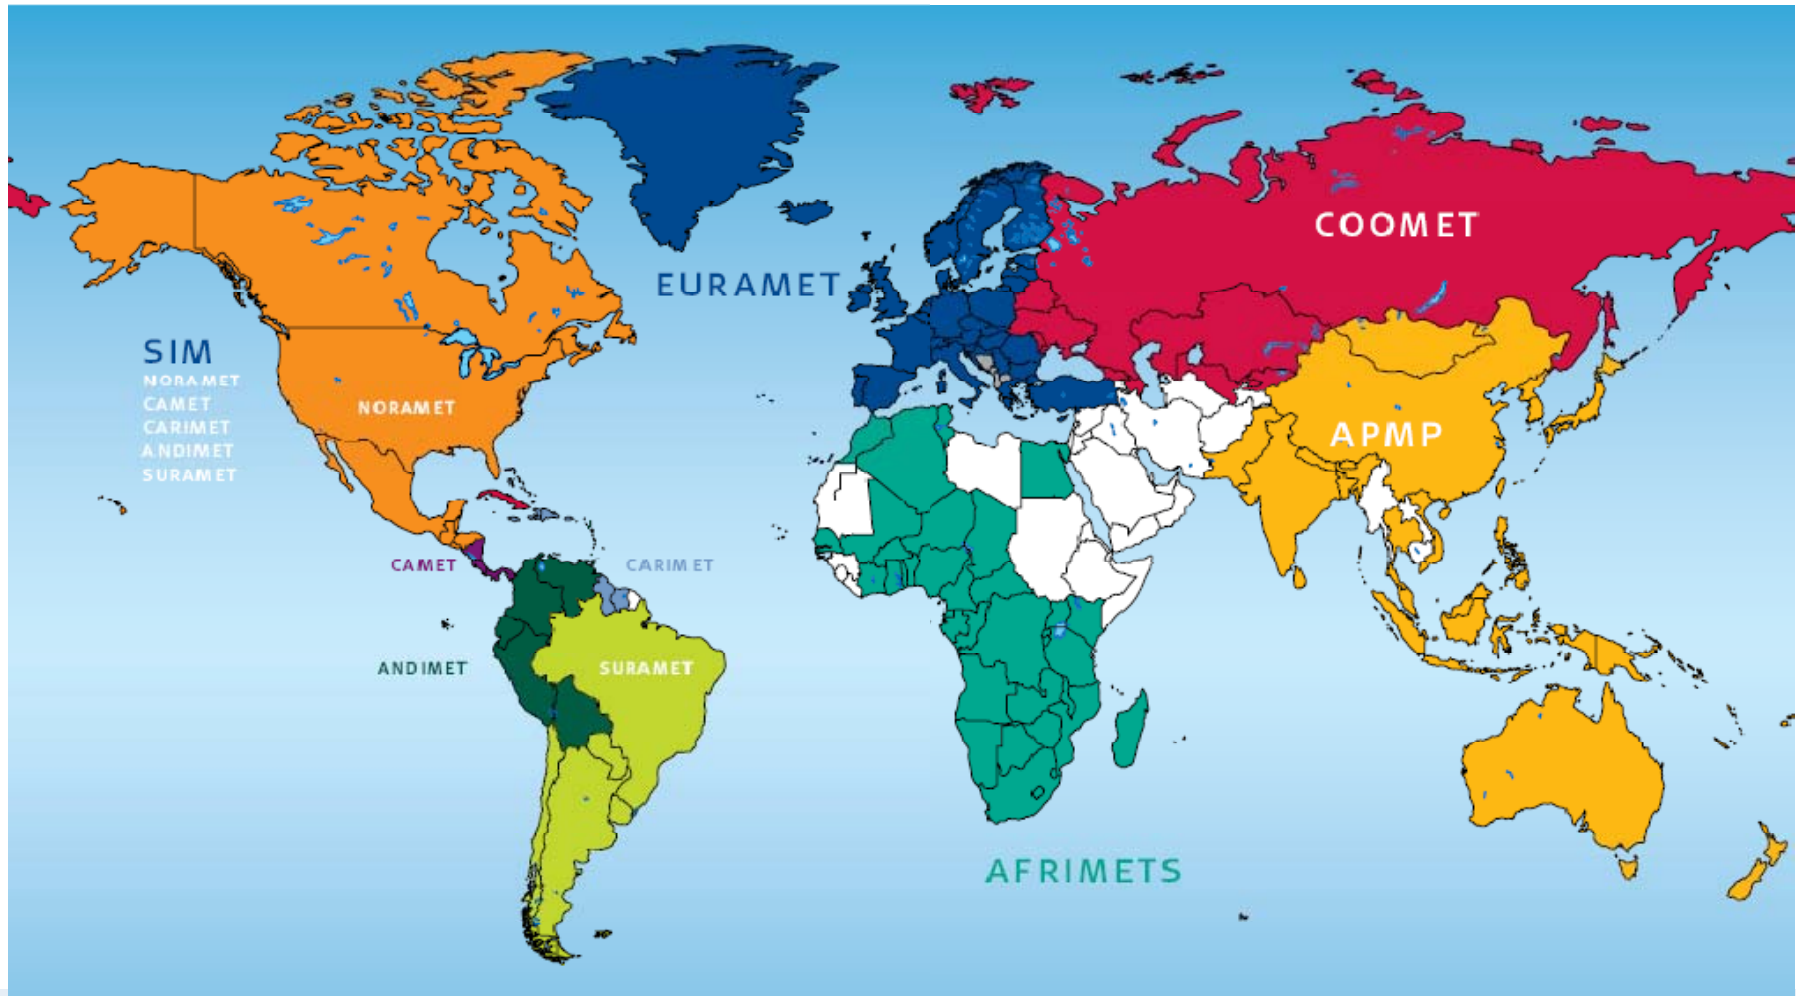 COOMET
EURAMET
SIM
NORAMET
CAMET
CARIMET
ANDIMET
SURAMET
NORAMET
APMP
CAMET
CARIMET
ANDIMET
SURAMET
AFRIMETS